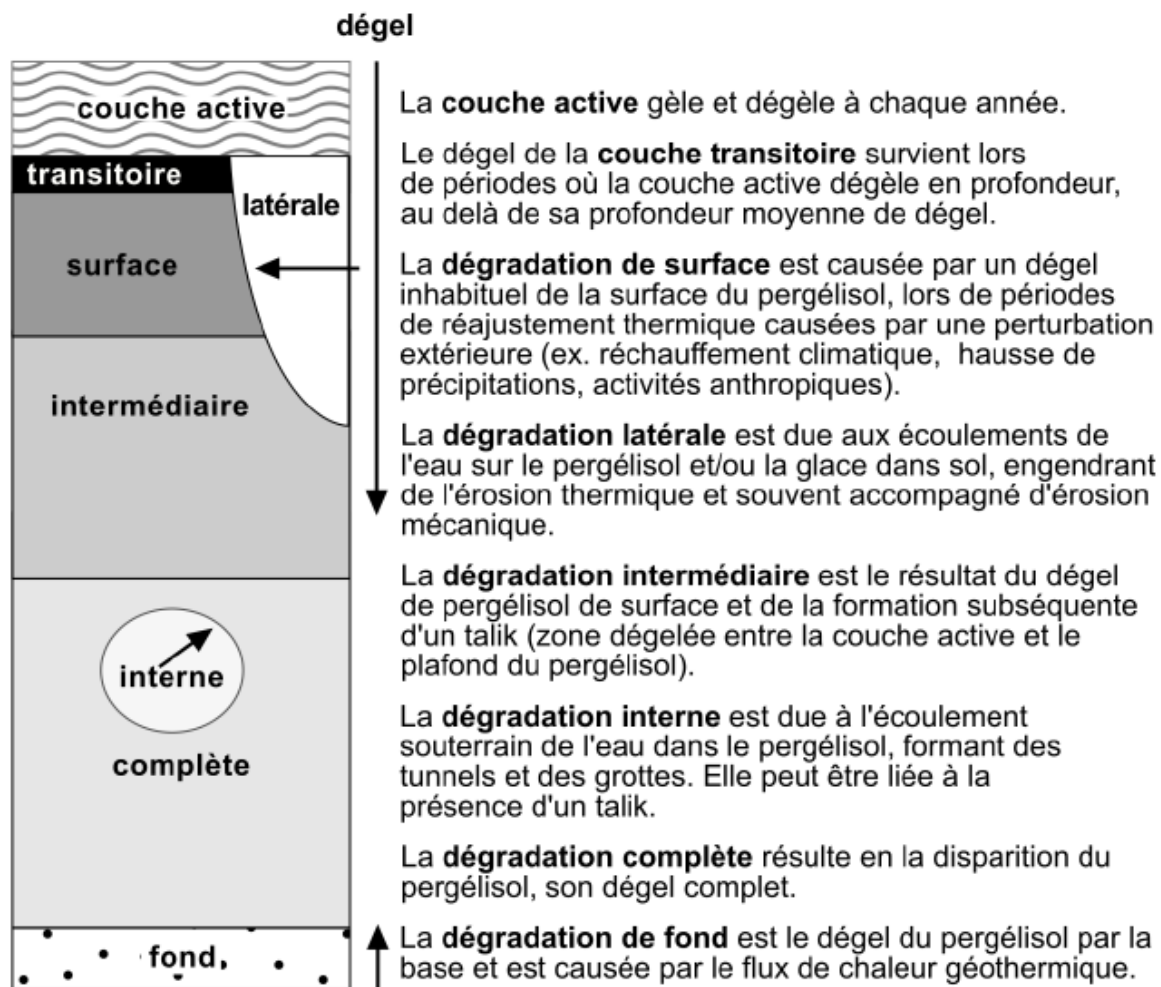 dégel
couche active
transitoire
latérale
surface
intermédiaire
interne
complète
fond
La couche active gèle et dégèle à chaque année.
Le dégel de la couche transitoire survient lors
de périodes où la couche active dégèle en profondeur,
au delà de sa profondeur moyenne de dégel.
La dégradation de surface est causée par un dégel
inhabituel de la surface du pergélisol, lors de périodes
de réajustement thermique causées par une perturbation
extérieure (ex. réchauffement climatique, hausse de
précipitations, activités anthropiques).
La dégradation latérale est due aux écoulements de
l'eau sur le pergélisol et/ou la glace dans sol, engendrant
de l'érosion thermique et souvent accompagné d'érosion
mécanique.
La dégradation intermédiaire est le résultat du dégel
de pergélisol de surface et de la formation subséquente
d'un talik (zone dégelée entre la couche active et le
plafond du pergélisol).
La dégradation interne est due à l'écoulement
souterrain de l'eau dans le pergélisol, formant des
tunnels et des grottes. Elle peut être liée à la
présence d'un talik.
La dégradation complète résulte en la disparition du
pergélisol, son dégel complet.
La dégradation de fond est le dégel du pergélisol par la
base et est causée par le flux de chaleur géothermique.